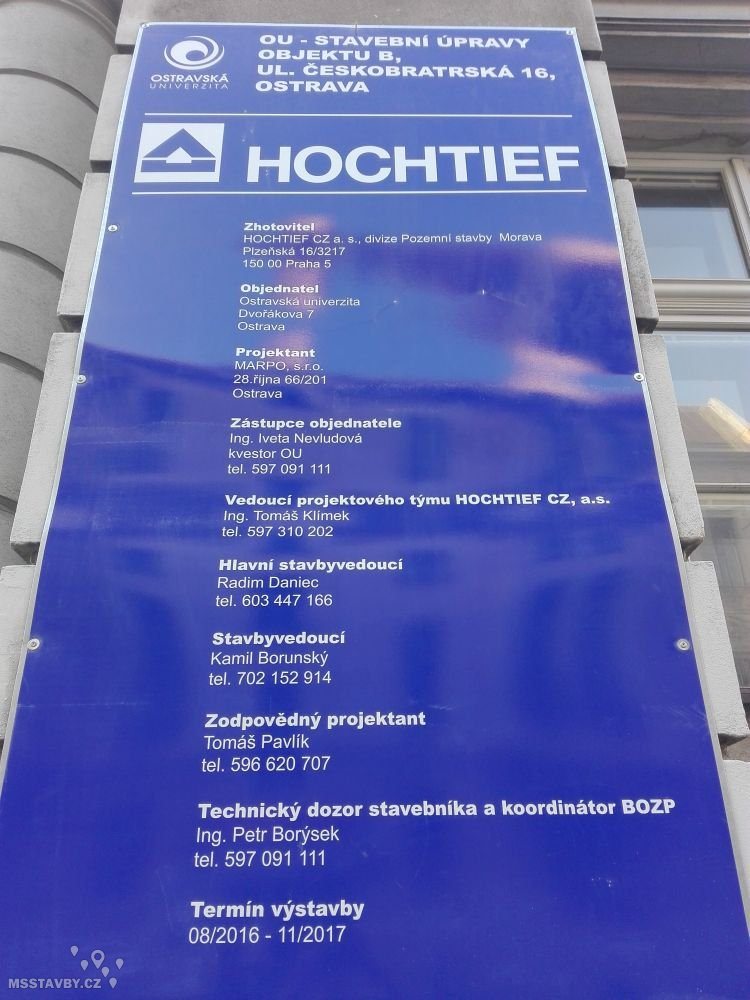 OSTRAVSKÁ
UNIVERZITA
OU - STAVEBNÍ ÚPRAVY
OBJEKTU B,
UL. ČESKOBRATRSKÁ 16,
OSTRAVA
HOCHTIEF
Zhotovitel
HOCHTIEF CZ a. s., divize Pozemní stavby Morava
Plzeňská 16/3217
150 00 Praha 5
Objednatel
Ostravská univerzita
Dvořákova 7
Ostrava
Projektant
MARPO, s.r.o.
28.října 66/201
Ostrava
Zástupce objednatele
Ing. Iveta Nevludová
kvestor OU
tel. 597 091 111
Vedoucí projektového týmu HOCHTIEF CZ, a.s.
Ing. Tomáš Klímek
tel. 597 310 202
Hlavní stavbyvedoucí
Radim Daniec
tel. 603 447 166
Stavbyvedoucí
Kamil Borunský
tel. 702 152 914
Zodpovědný projektant
Tomáš Pavlík
tel. 596 620 707
Technický dozor stavebníka a koordinátor BOZP
Ing. Petr Borýsek
tel. 597 091 111
Termín výstavby
08/2016 - 11/2017
MSSTAVBY.CZ